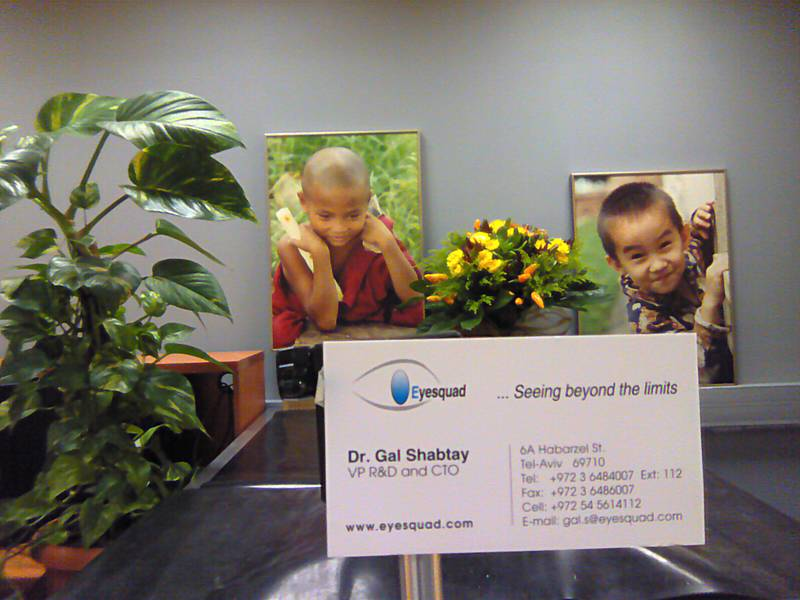 Eyesquad
... Seeing beyond the limits
Dr. Gal Shabtay
VP R&D and CTO
www.eyesquad.com
6A Habarzel St.
Tel-Aviv 69710
Tel: +972 3 6484007 Ext: 112
Fax: +972 3 6486007
Cell: +972 54 5614112
E-mail: gal.s@eyesquad.com